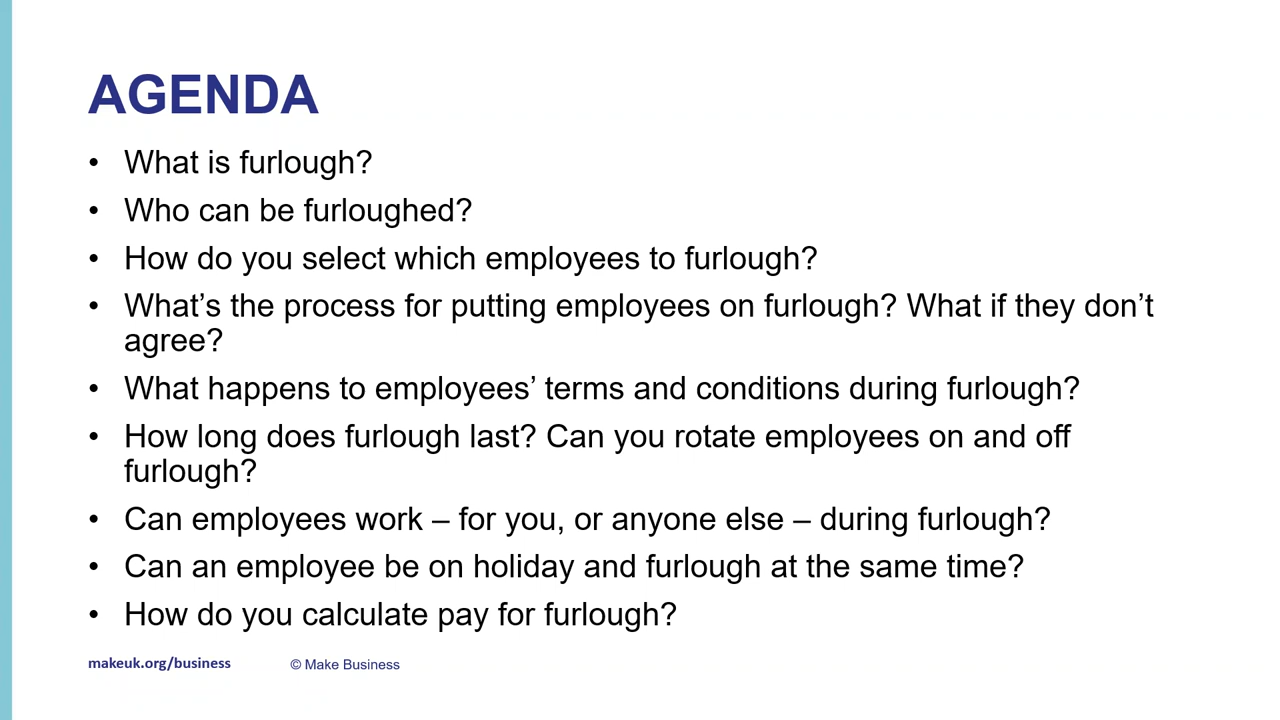 AGENDA
• What is furlough?
• Who can be furloughed?
• How do you select which employees to furlough?
• What’s the process for putting employees on furlough? What if they don’t
agree?
• What happens to employees’ terms and conditions during furlough?
• How long does furlough last? Can you rotate employees on and off
furlough?
• Can employees work – for you, or anyone else – during furlough?
• Can an employee be on holiday and furlough at the same time?
• How do you calculate pay for furlough?
makeuk.org/business © Make Business